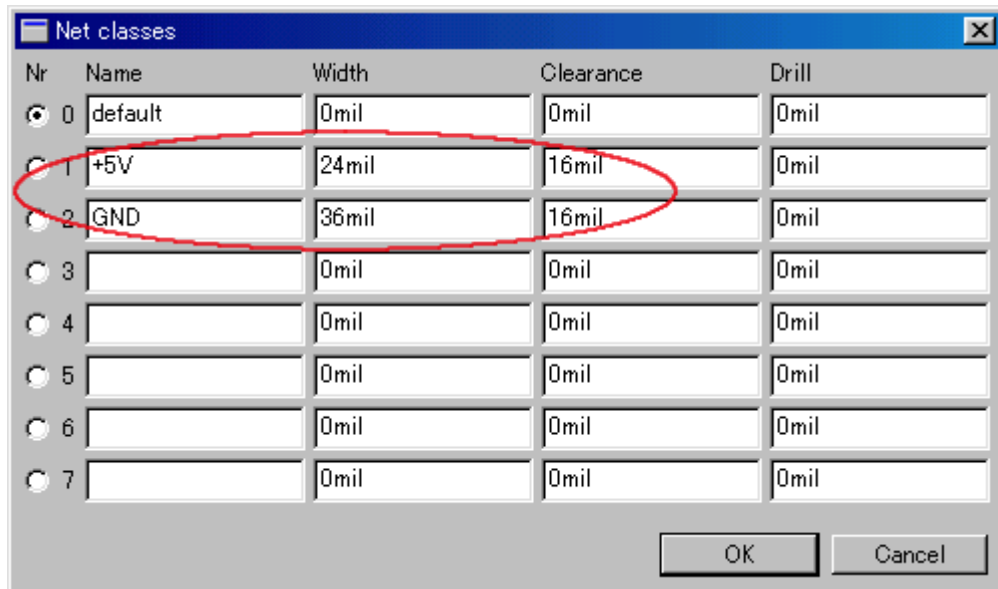 Net classes
Nr Name Width Clearance Drill
0 default 0mil 0mil 0mil
1 +5V 24mil 16mil 0mil
2 GND 36mil 16mil 0mil
3 0mil 0mil 0mil
4 0mil 0mil 0mil
5 0mil 0mil 0mil
6 0mil 0mil 0mil
7 0mil 0mil 0mil
OK Cancel